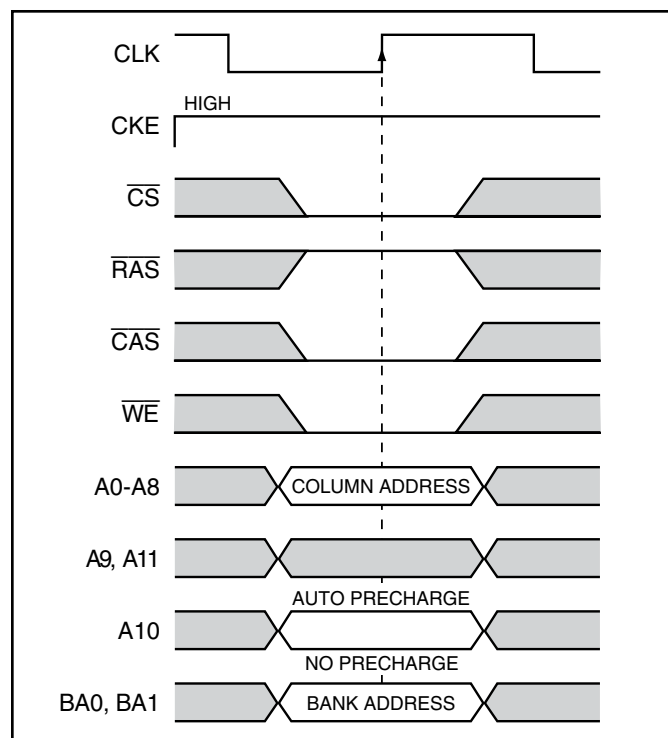 CLK
HIGH
CKE
CS
RAS
CAS
WE
A0-A8 COLUMN ADDRESS
A9, A11
AUTO PRECHARGE
A10
NO PRECHARGE
BA0, BA1 BANK ADDRESS